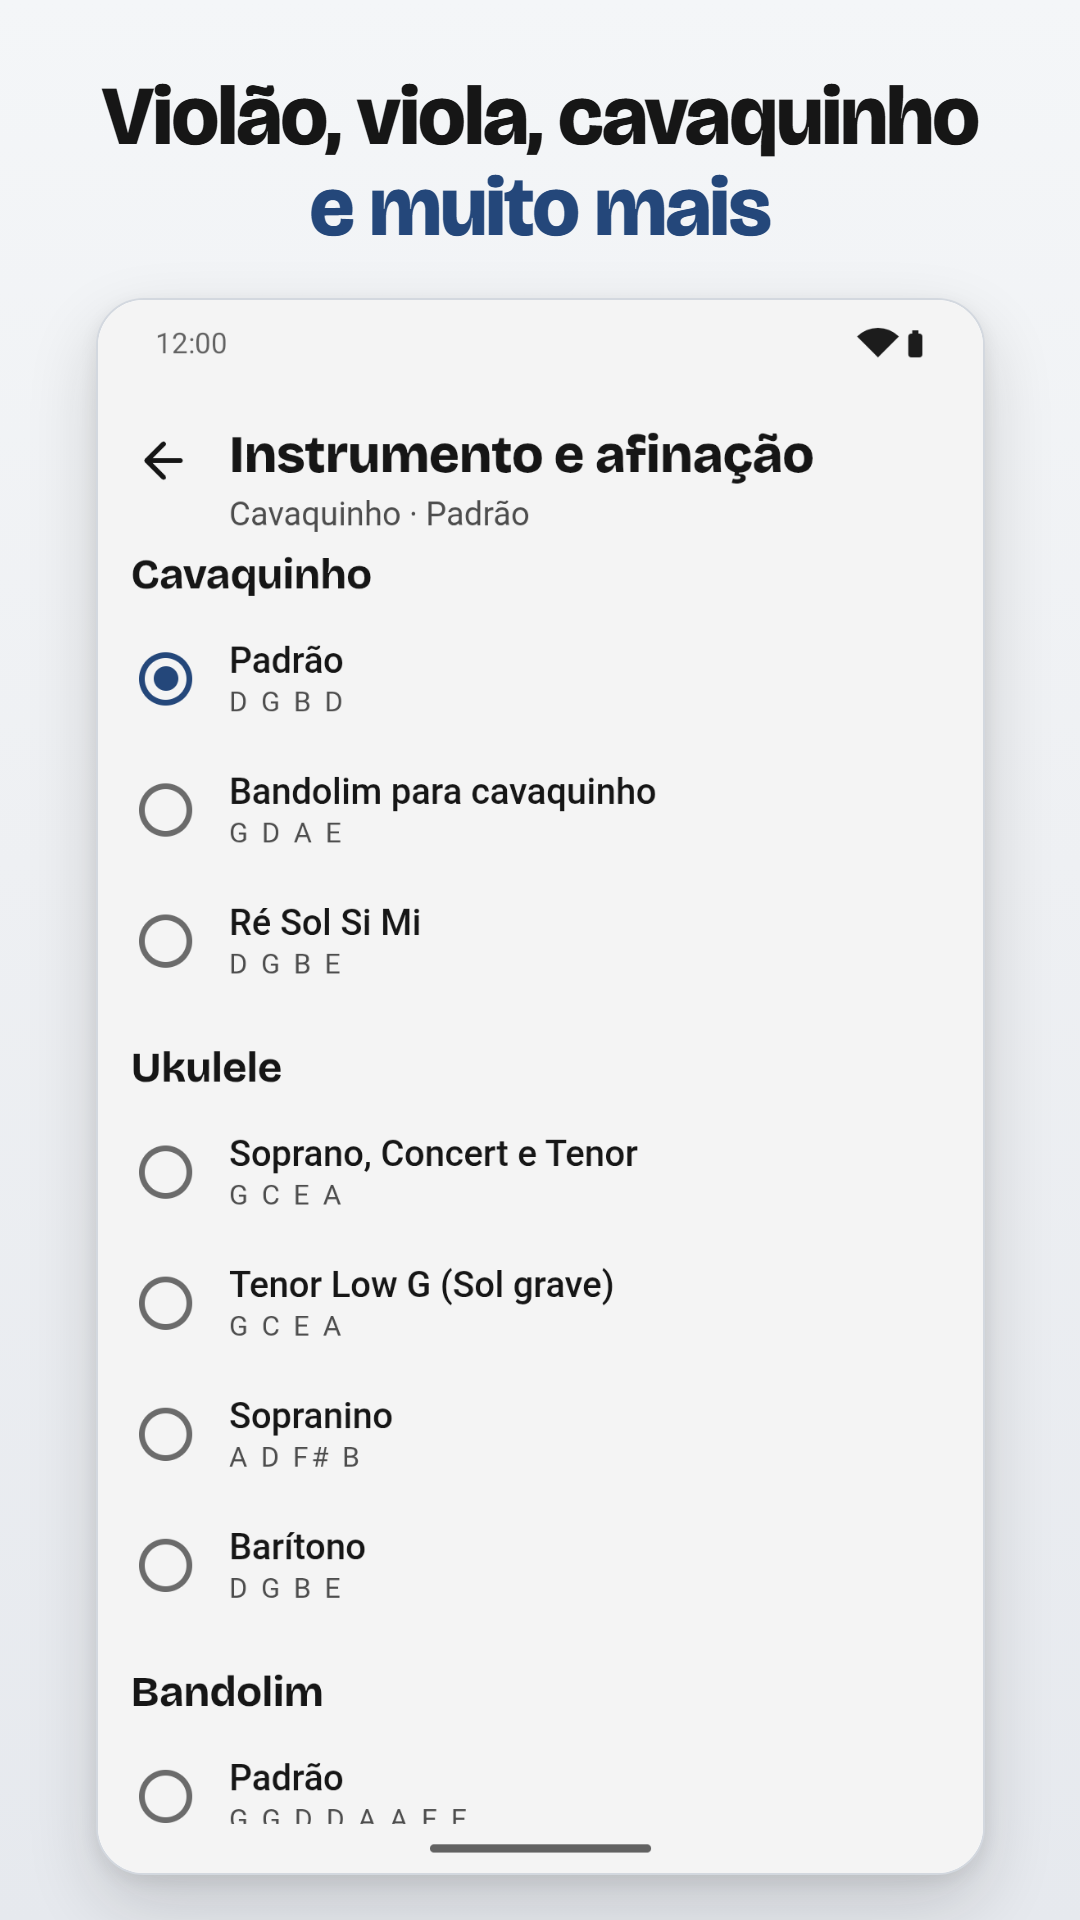 Violão, viola, cavaquinho
e muito mais
12:00
Instrumento e afinação
Cavaquinho · Padrão
Cavaquinho
Padrão
D G B D
Bandolim para cavaquinho
G D A E
Ré Sol Si Mi
D G B E
Ukulele
Soprano, Concert e Tenor
G C E A
Tenor Low G (Sol grave)
G C E A
Sopranino
A D F# B
Barítono
D G B E
Bandolim
Padrão
G G D D A A E E